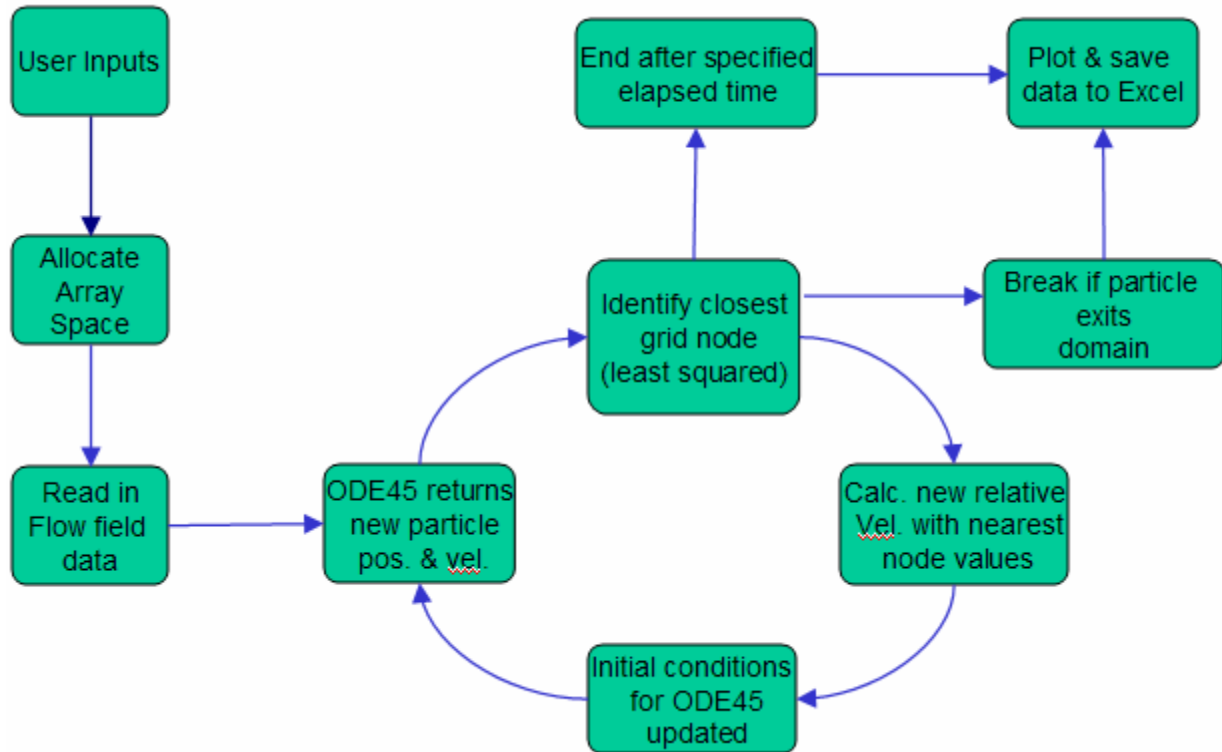 User Inputs
End after specified
elapsed time
Plot & save
data to Excel
Allocate
Array
Space
Identify closest
grid node
(least squared)
Break if particle
exits
domain
Read in
Flow field
data
ODE45 returns
new particle
pos. & vel.
Calc. new relative
Vel. with nearest
node values
Initial conditions
for ODE45
updated